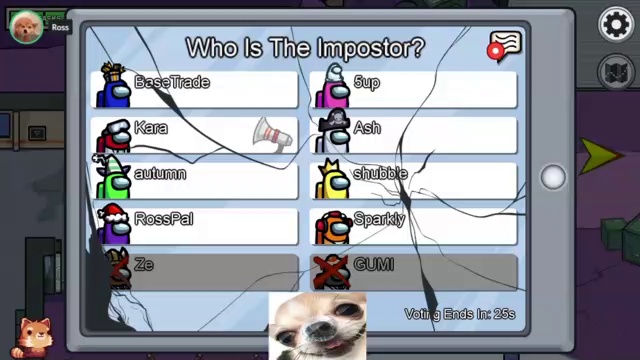 Ross
Who Is The Impostor?
BaseTrade
5up
Kara
Ash
autumn
shubble
RossPal
Sparkly
Ze
GUMI
Voting Ends In: 25s